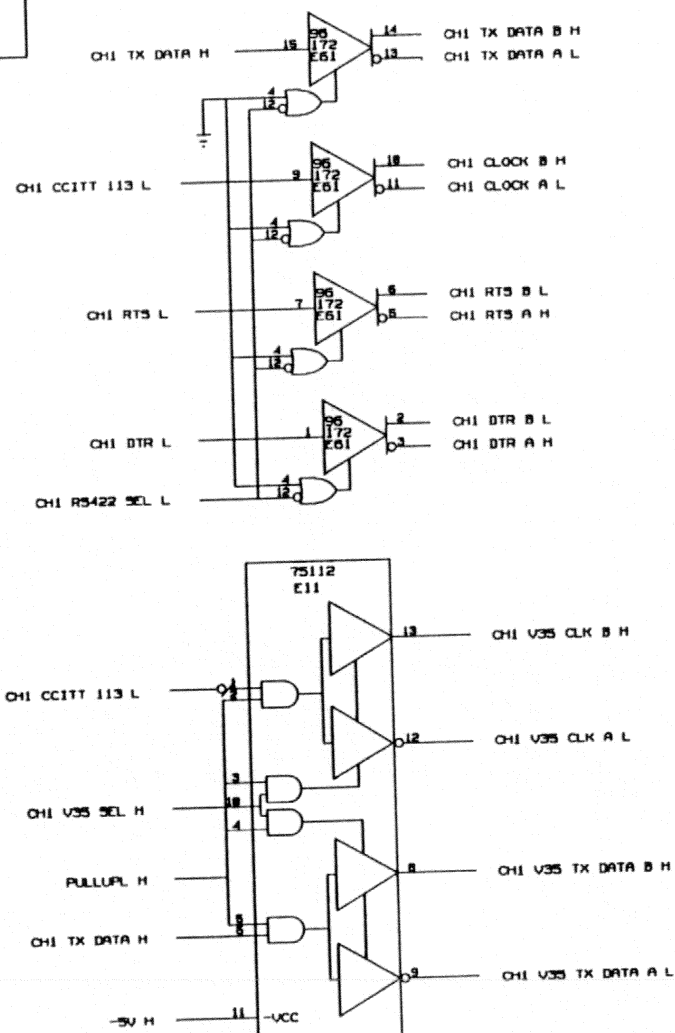 CH1 TX DATA H 15 96 172 E61 14 CH1 TX DATA B H
13 CH1 TX DATA A L
4
12
CH1 CCITT 113 L 9 96 172 E61 10 CH1 CLOCK B H
11 CH1 CLOCK A L
4
12
CH1 RTS L 7 96 172 E61 6 CH1 RTS B L
5 CH1 RTS A H
4
12
CH1 DTR L 1 96 172 E61 2 CH1 DTR B L
3 CH1 DTR A H
4
12
CH1 RS422 SEL L
75112
E11
13 CH1 V35 CLK B H
CH1 CCITT 113 L 1
2
12 CH1 V35 CLK A L
3
CH1 V35 SEL H 10
4
8 CH1 V35 TX DATA B H
PULLUPL H
CH1 TX DATA H
9 CH1 V35 TX DATA A L
-5V H 11 -VCC